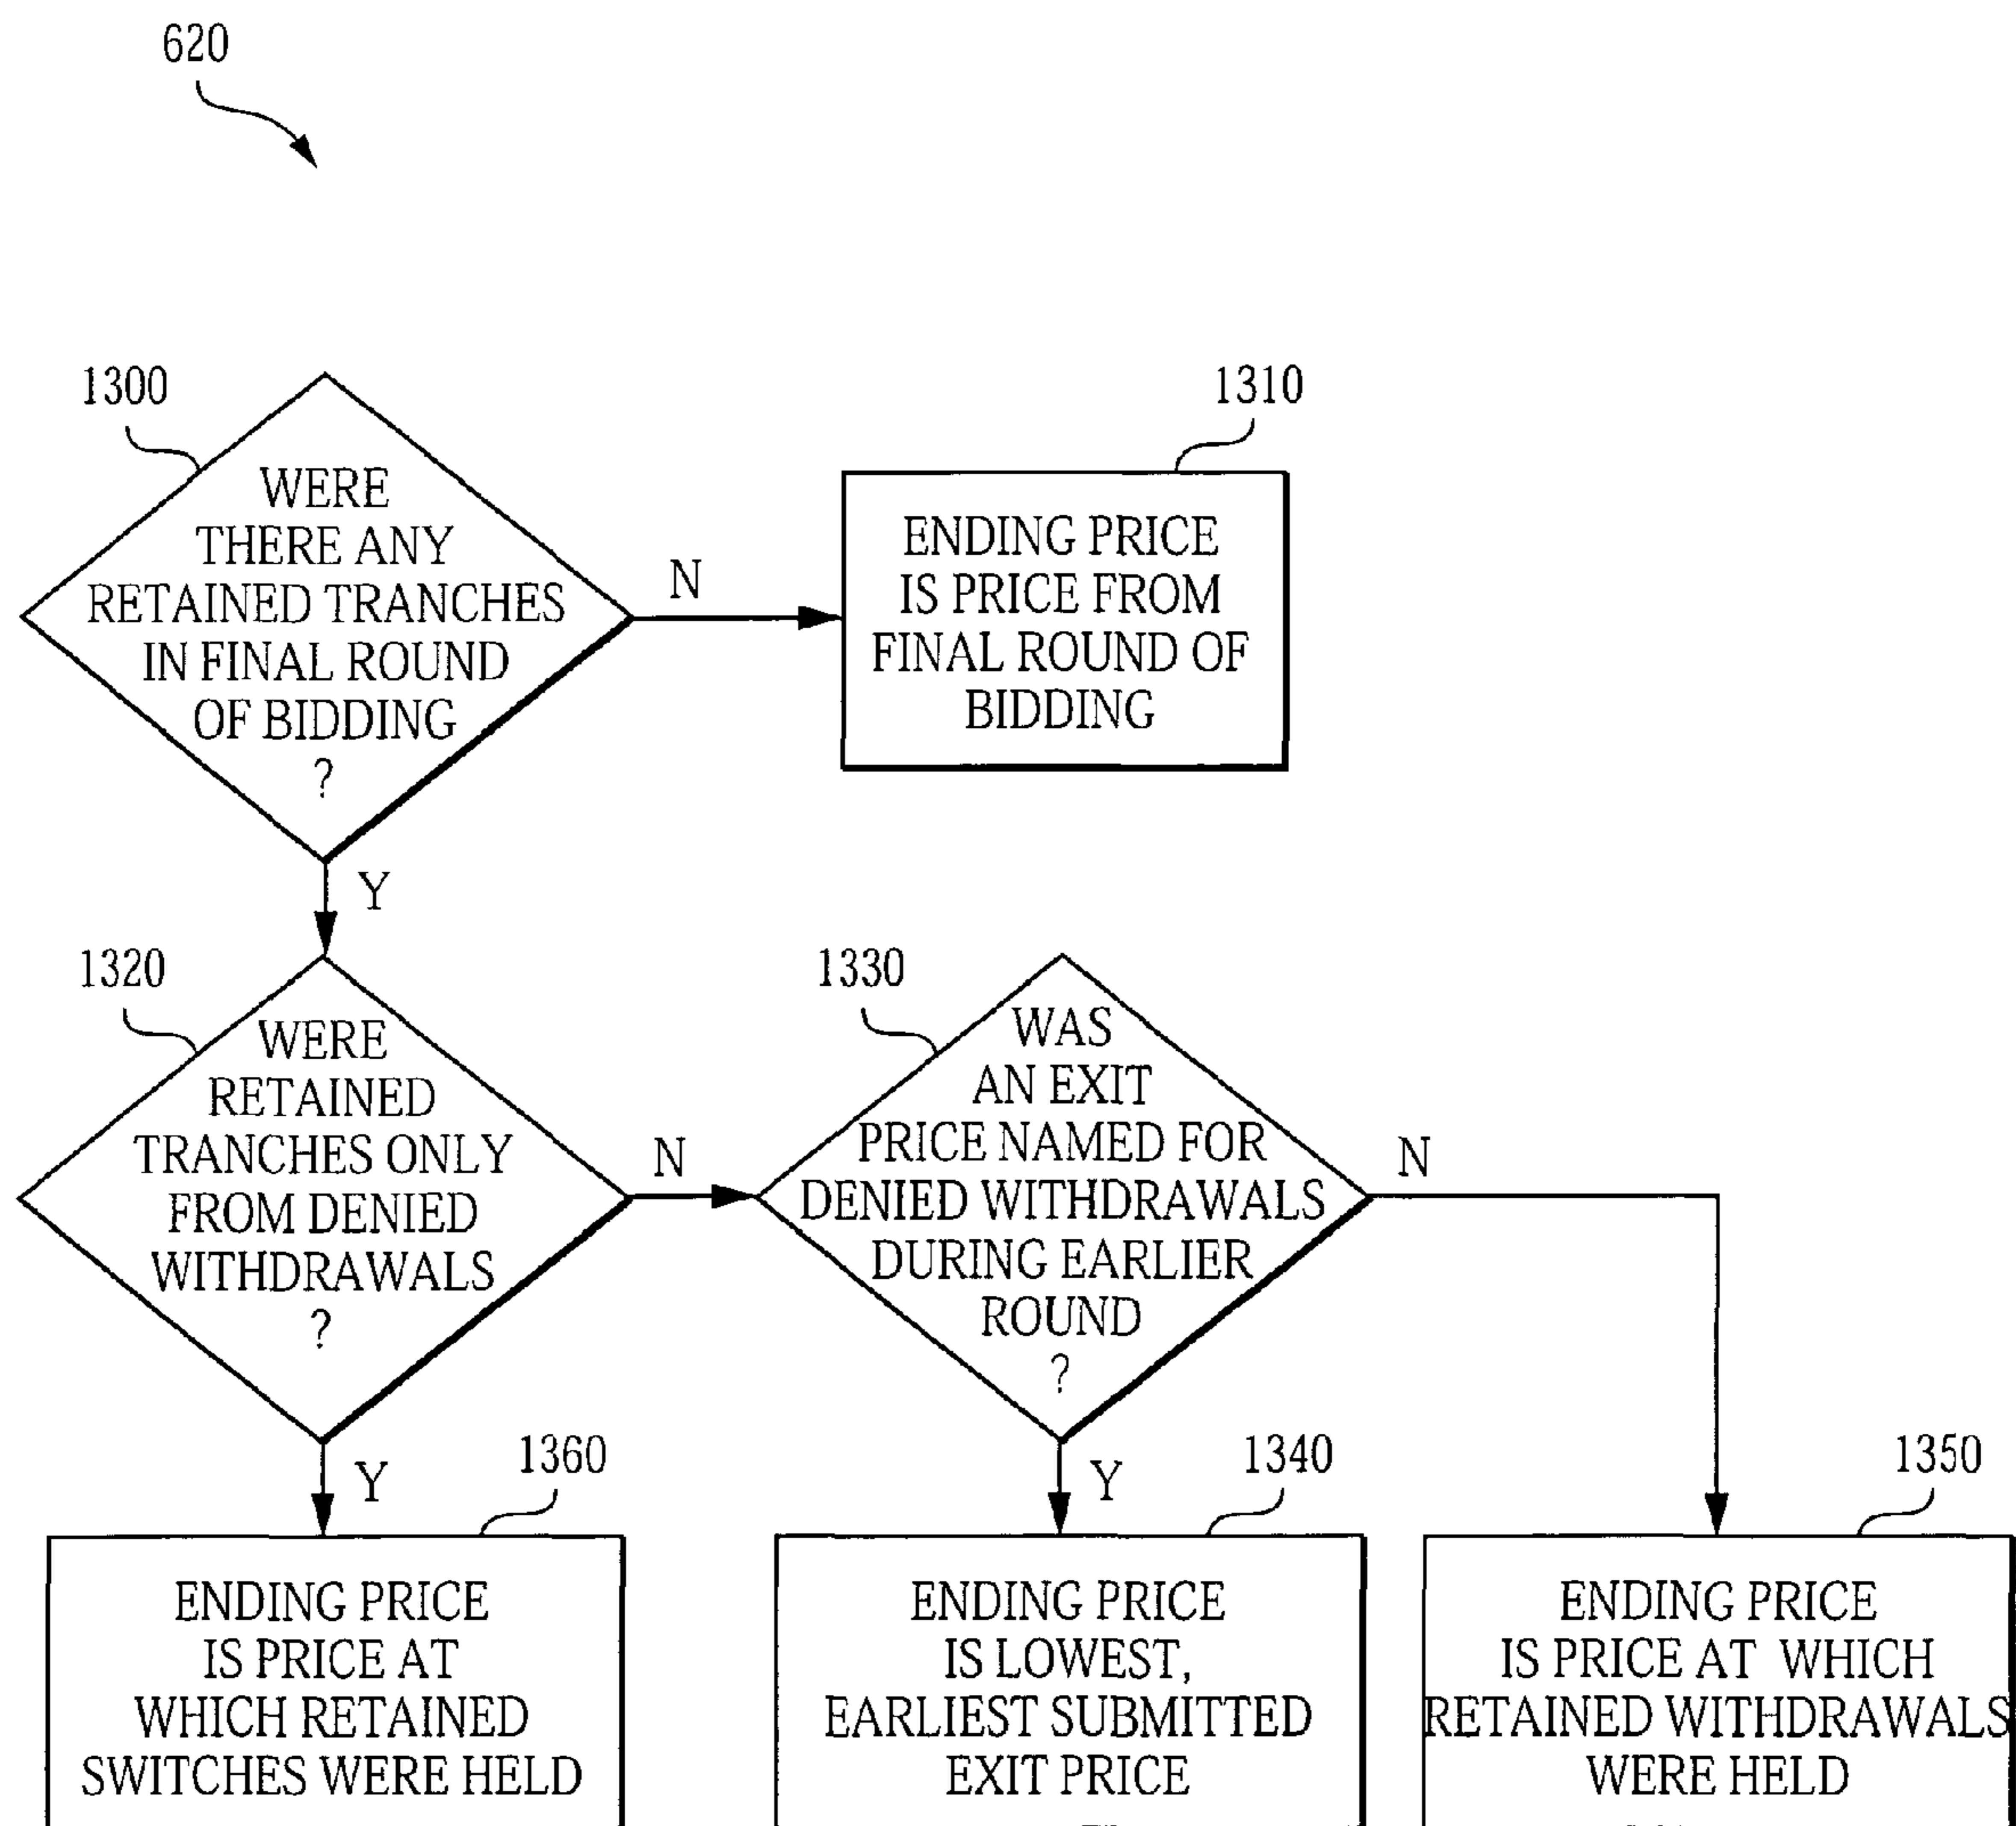 620
1300
WERE
THERE ANY
RETAINED TRANCHES
IN FINAL ROUND
OF BIDDING
?
N
1310
ENDING PRICE
IS PRICE FROM
FINAL ROUND OF
BIDDING
Y
1320
WERE
RETAINED
TRANCHES ONLY
FROM DENIED
WITHDRAWALS
?
N
1330
WAS
AN EXIT
PRICE NAMED FOR
DENIED WITHDRAWALS
DURING EARLIER
ROUND
?
N
Y
1360
ENDING PRICE
IS PRICE AT
WHICH RETAINED
SWITCHES WERE HELD
Y
1340
ENDING PRICE
IS LOWEST,
EARLIEST SUBMITTED
EXIT PRICE
1350
ENDING PRICE
IS PRICE AT WHICH
RETAINED WITHDRAWALS
WERE HELD